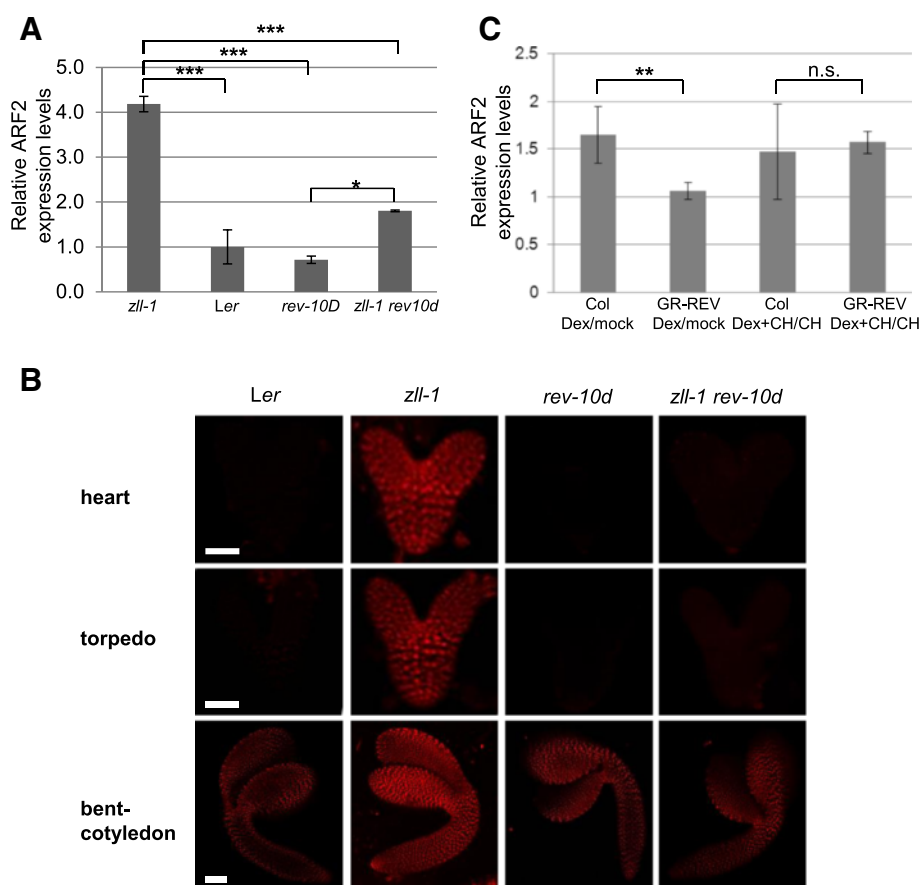 A
***
***
***
*
Relative ARF2
expression levels
5.0
4.0
3.0
2.0
1.0
0.0
zll-1
Ler
rev-10D
zll-1 rev10d
C
**
n.s.
Relative ARF2
expression levels
2.5
2
1.5
1
0.5
0
Col
Dex/mock
GR-REV
Dex/mock
Col
Dex+CH/CH
GR-REV
Dex+CH/CH
B
Ler
zll-1
rev-10d
zll-1 rev-10d
heart
torpedo
bent-
cotyledon